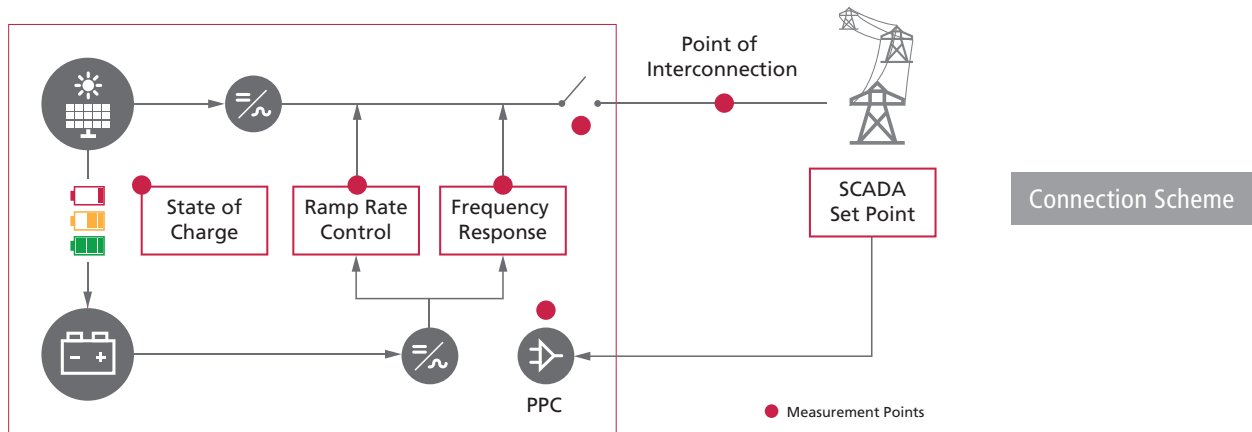 Point of
Interconnection
State of
Charge
Ramp Rate
Control
Frequency
Response
SCADA
Set Point
Connection Scheme
PPC
Measurement Points